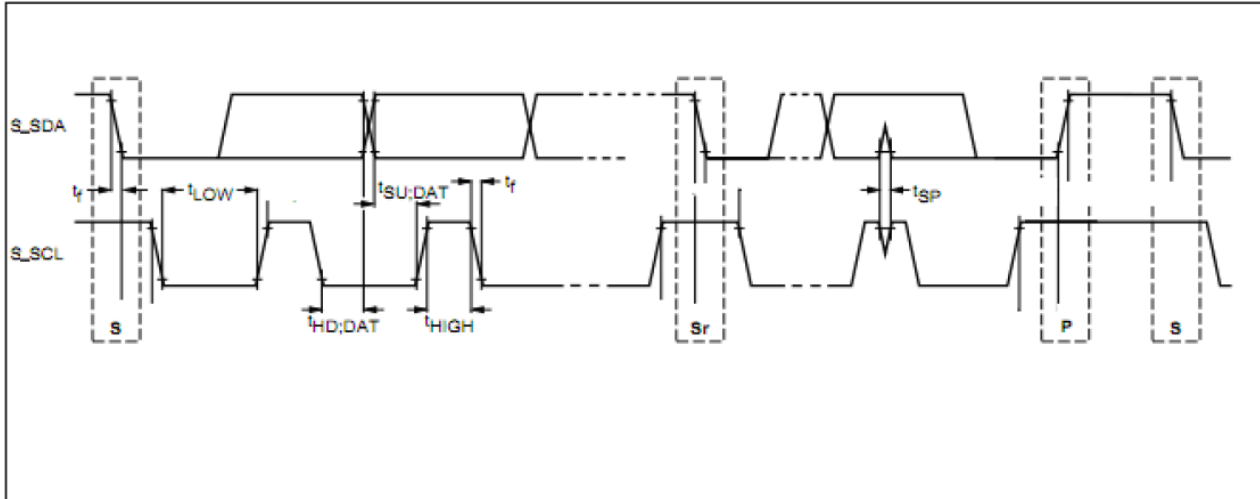 S_SDA
tf
tLOW
tSU;DAT
tf
tSP
S_SCL
tHD;DAT
tHIGH
S
Sr
P
S